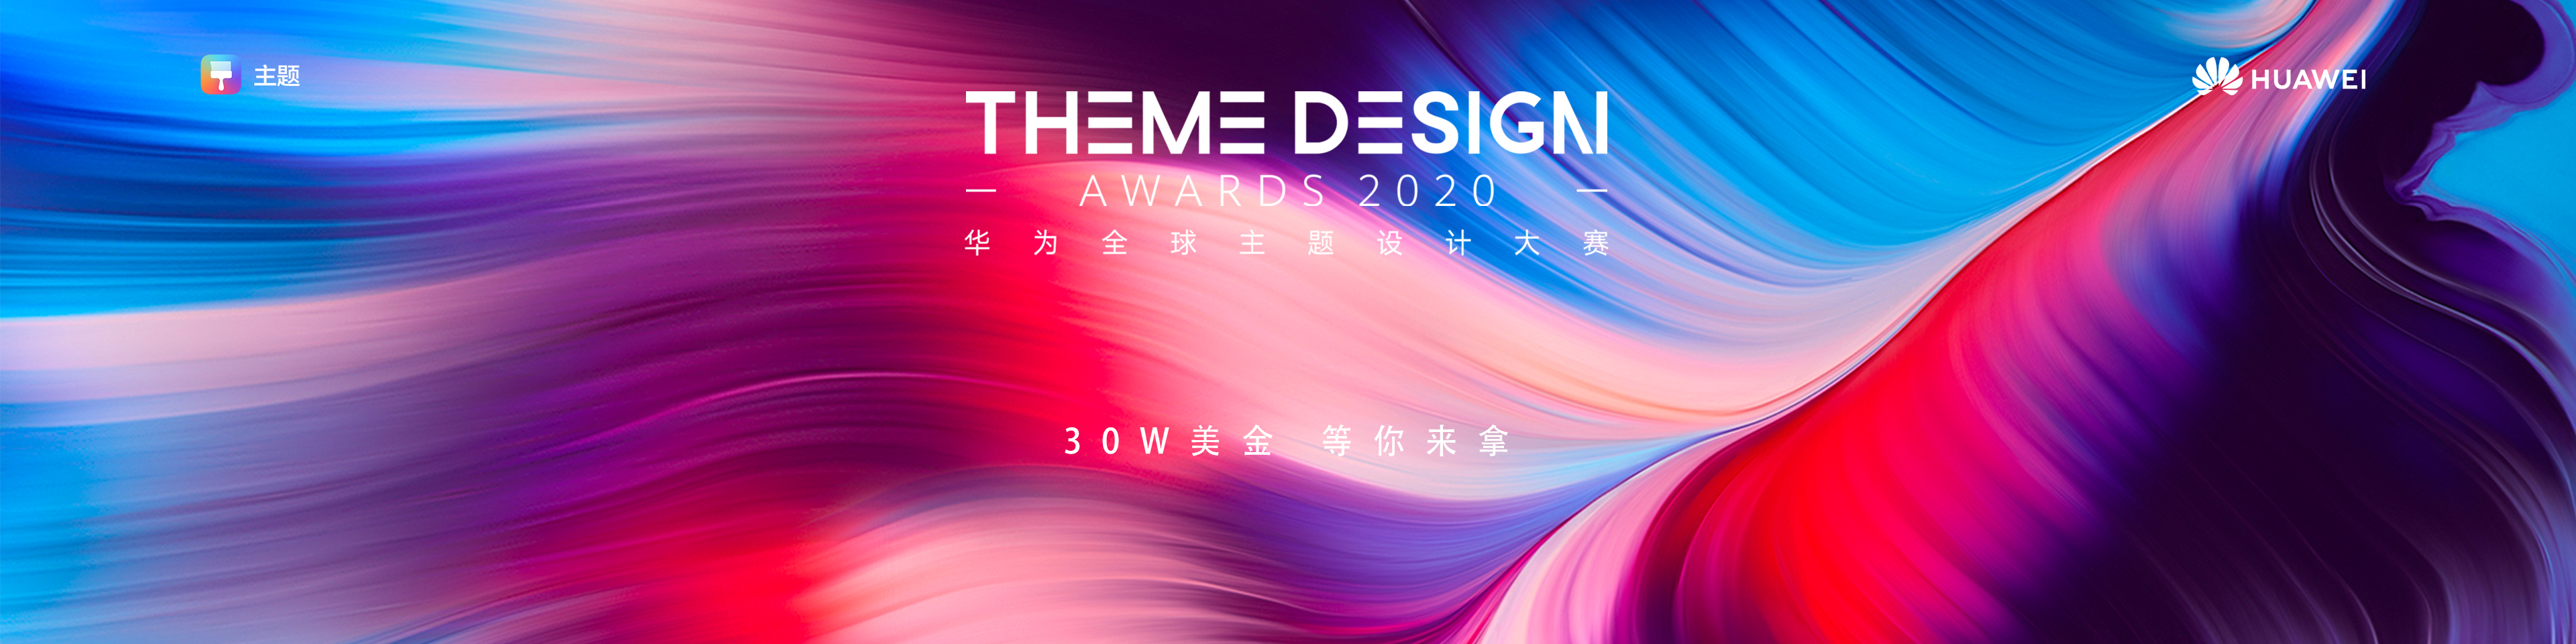 主题
HUAWEI
THEME DESIGN
— AWARDS 2020 —
华为全球主题设计大赛
30W美金 等你来拿